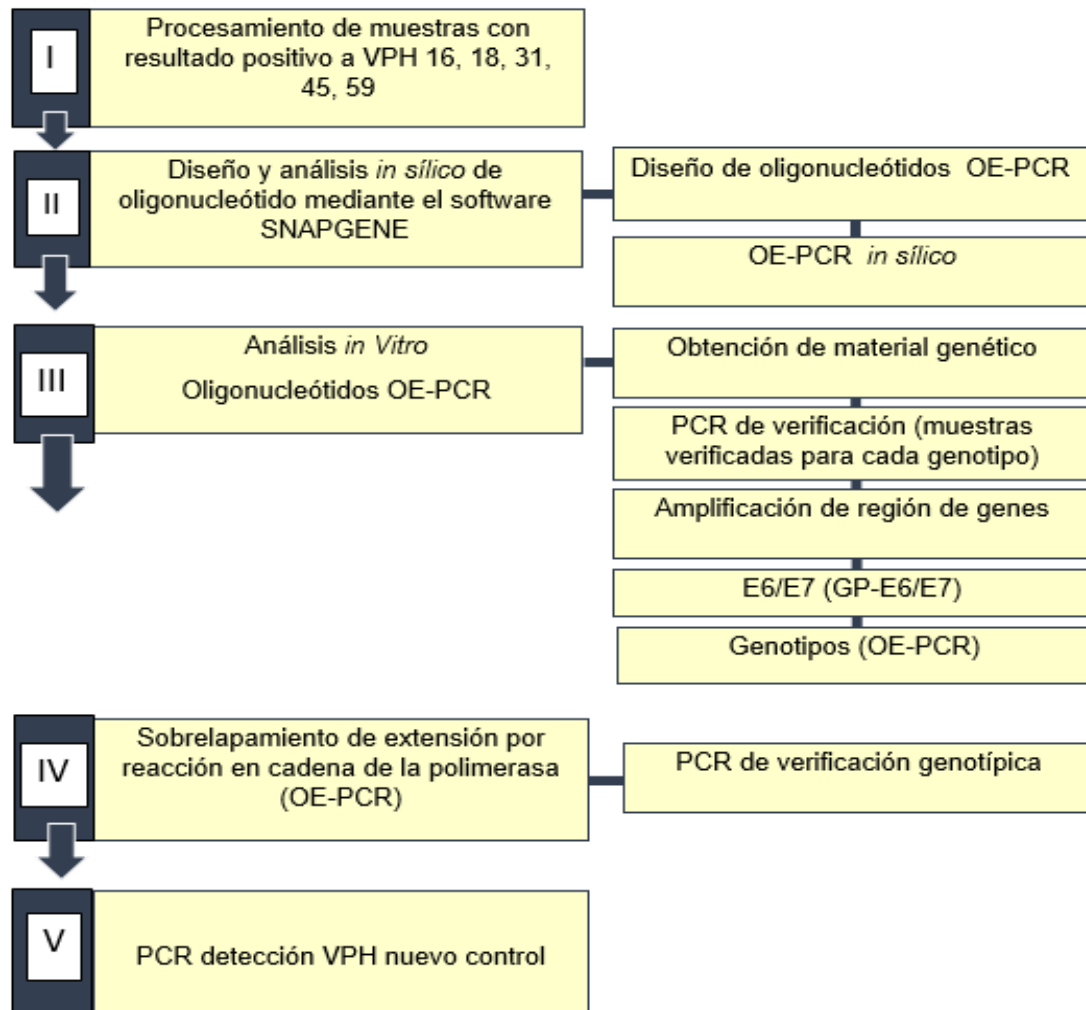 I
Procesamiento de muestras con
resultado positivo a VPH 16, 18, 31,
45, 59
II
Diseño y análisis in sílico de
oligonucleótido mediante el software
SNAPGENE
Diseño de oligonucleótidos OE-PCR
OE-PCR in sílico
III
Análisis in Vitro
Oligonucleótidos OE-PCR
Obtención de material genético
PCR de verificación (muestras
verificadas para cada genotipo)
Amplificación de región de genes
E6/E7 (GP-E6/E7)
Genotipos (OE-PCR)
IV
Sobrelapamiento de extensión por
reacción en cadena de la polimerasa
(OE-PCR)
PCR de verificación genotípica
V
PCR detección VPH nuevo control